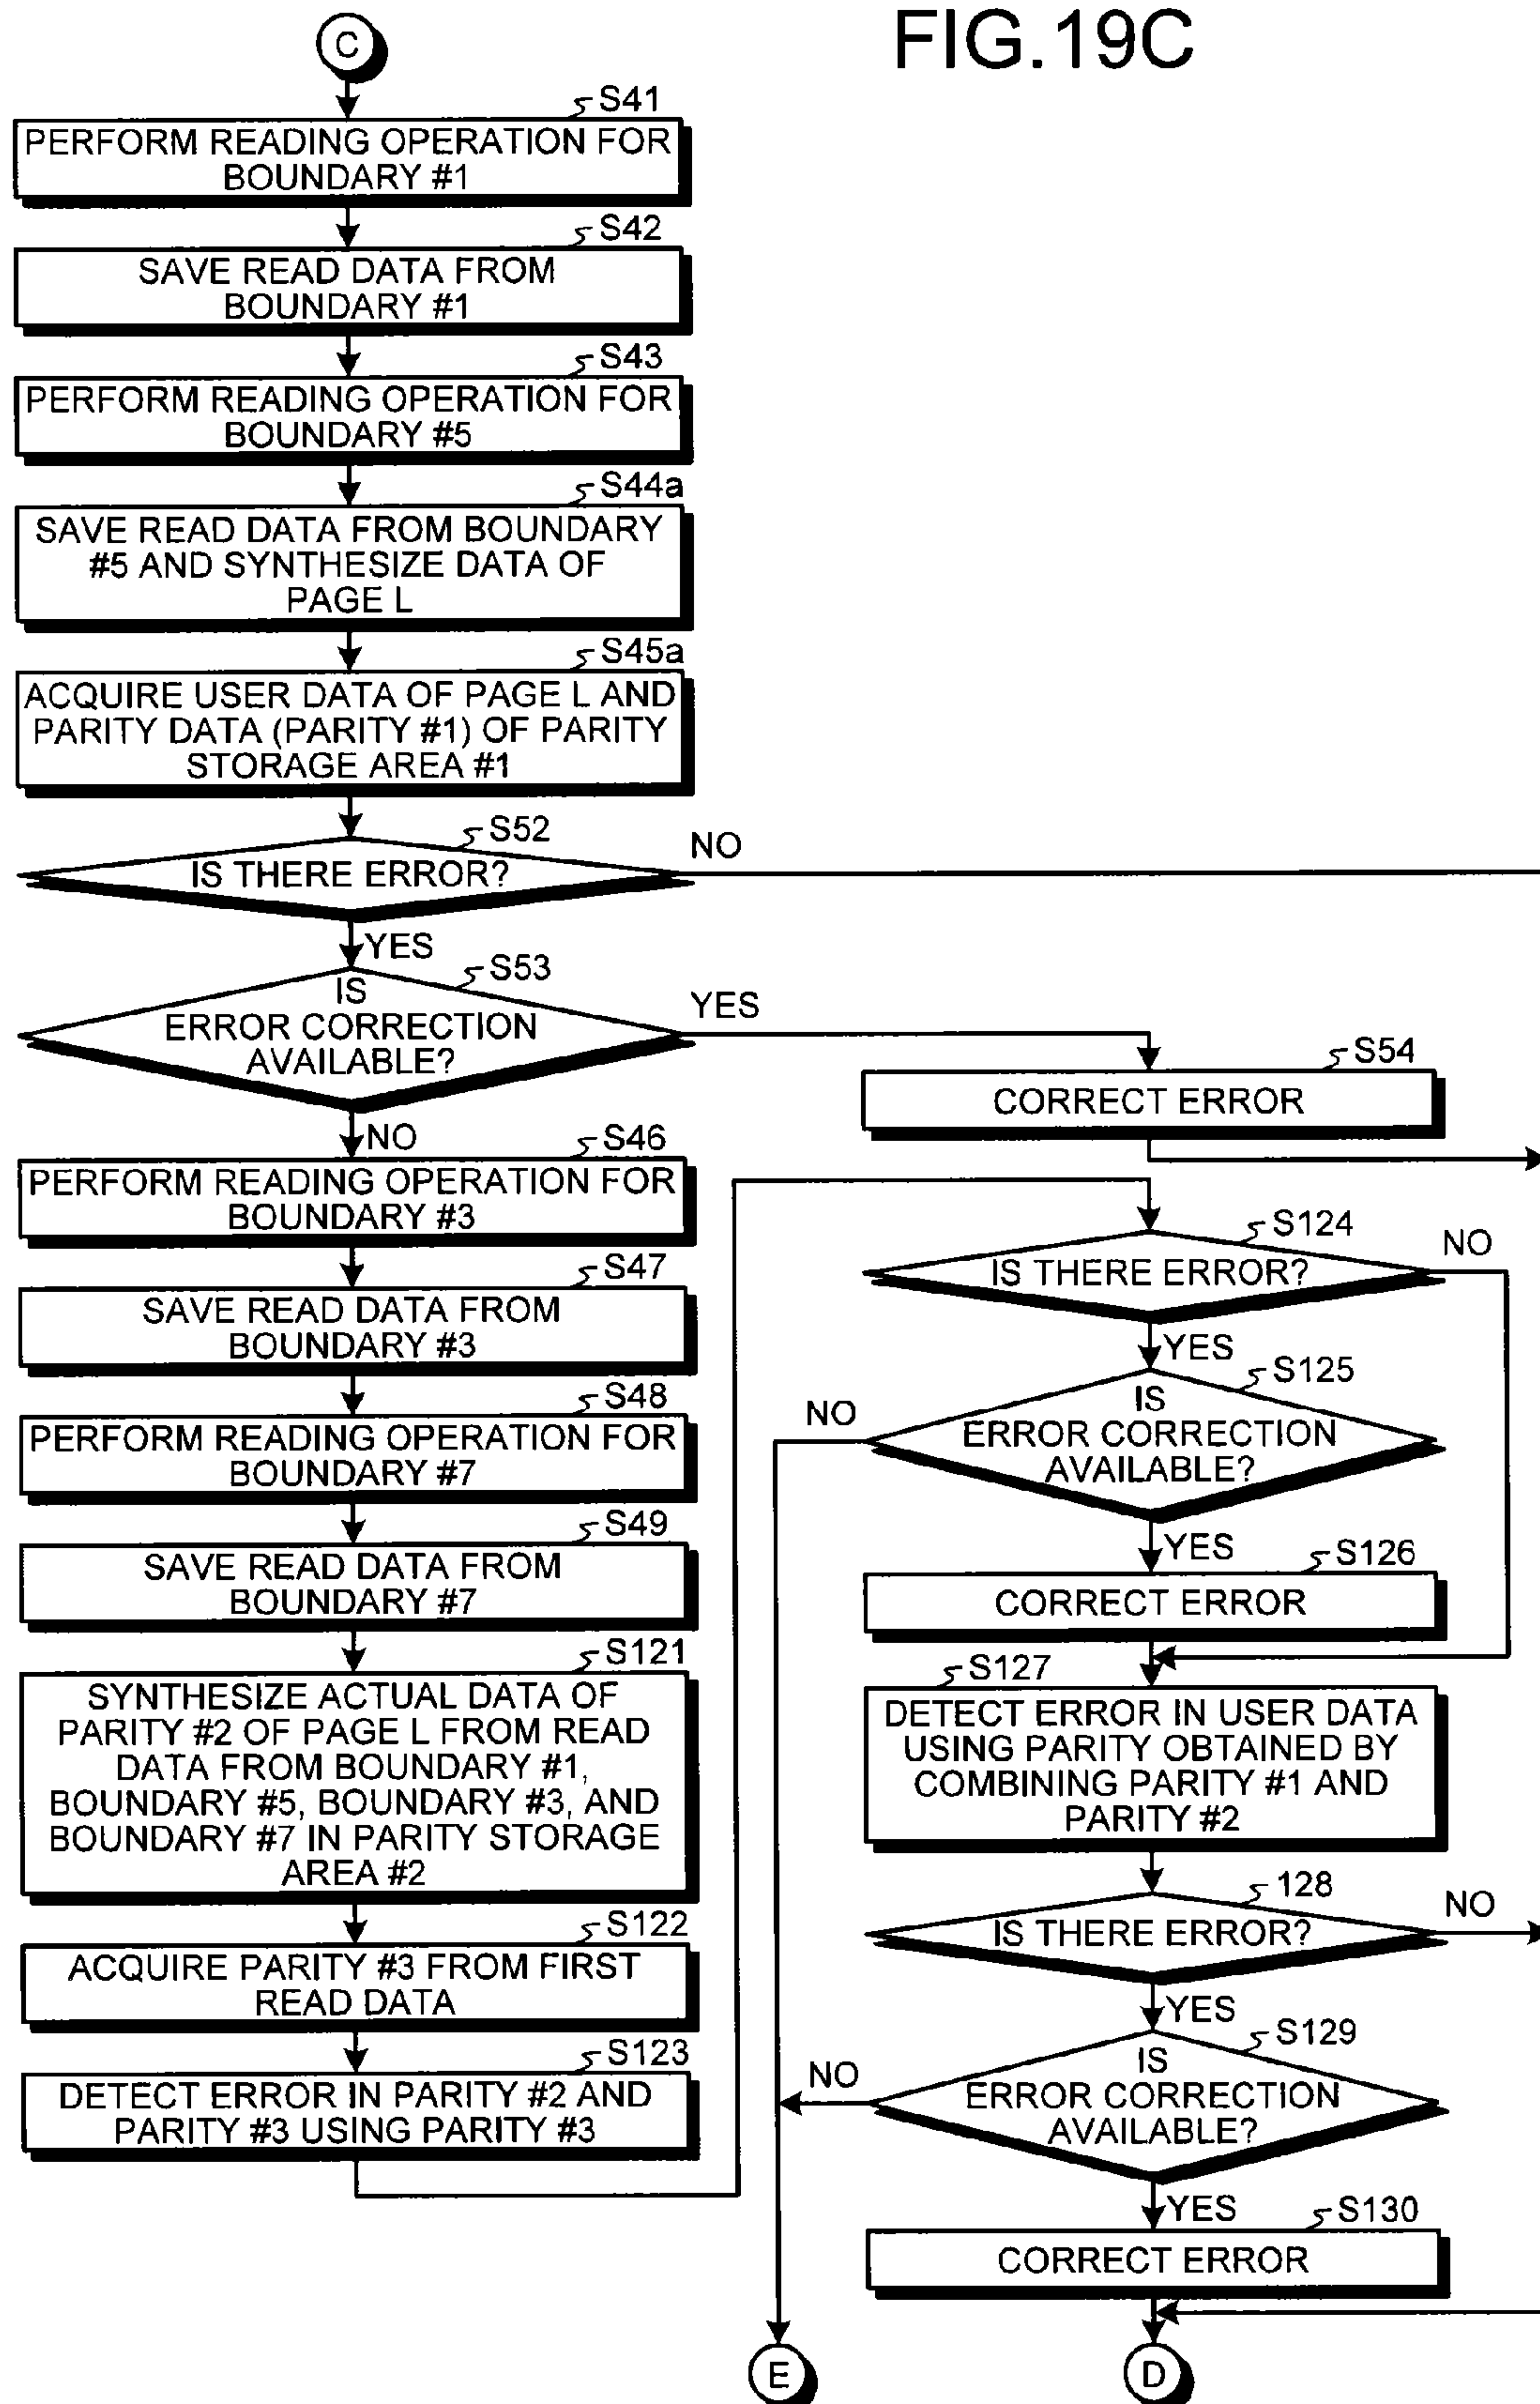 FIG.19C
C
S41
PERFORM READING OPERATION FOR
BOUNDARY #1
S42
SAVE READ DATA FROM
BOUNDARY #1
S43
PERFORM READING OPERATION FOR
BOUNDARY #5
S44a
SAVE READ DATA FROM BOUNDARY
#5 AND SYNTHESIZE DATA OF
PAGE L
S45a
ACQUIRE USER DATA OF PAGE L AND
PARITY DATA (PARITY #1) OF PARITY
STORAGE AREA #1
S52
IS THERE ERROR?
NO
YES
S53
IS
ERROR CORRECTION
AVAILABLE?
YES
NO
S54
CORRECT ERROR
S46
PERFORM READING OPERATION FOR
BOUNDARY #3
S47
SAVE READ DATA FROM
BOUNDARY #3
S48
PERFORM READING OPERATION FOR
BOUNDARY #7
S49
SAVE READ DATA FROM
BOUNDARY #7
S121
SYNTHESIZE ACTUAL DATA OF
PARITY #2 OF PAGE L FROM READ
DATA FROM BOUNDARY #1,
BOUNDARY #5, BOUNDARY #3, AND
BOUNDARY #7 IN PARITY STORAGE
AREA #2
S122
ACQUIRE PARITY #3 FROM FIRST
READ DATA
S123
DETECT ERROR IN PARITY #2 AND
PARITY #3 USING PARITY #3
S124
IS THERE ERROR?
NO
YES
S125
IS
ERROR CORRECTION
AVAILABLE?
NO
YES
S126
CORRECT ERROR
S127
DETECT ERROR IN USER DATA
USING PARITY OBTAINED BY
COMBINING PARITY #1 AND
PARITY #2
128
IS THERE ERROR?
NO
YES
S129
IS
ERROR CORRECTION
AVAILABLE?
NO
YES
S130
CORRECT ERROR
E
D